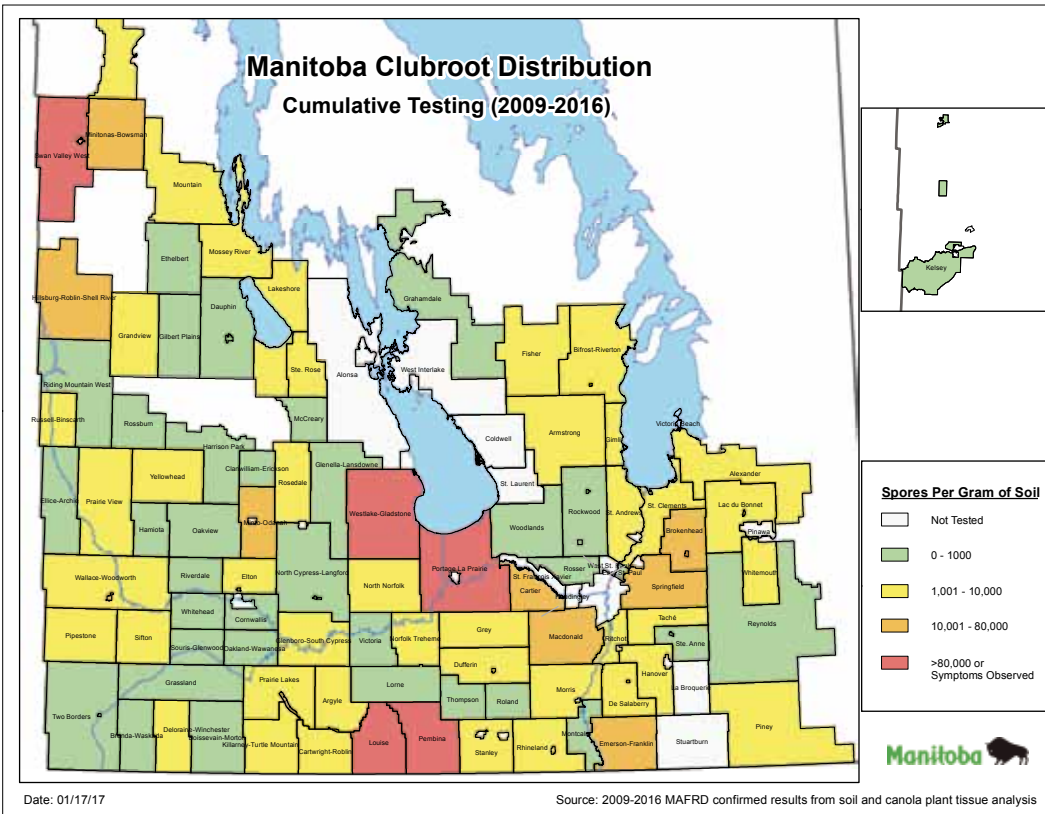 Manitoba Clubroot Distribution
Cumulative Testing (2009-2016)
Swan Valley West
Minitonas-Bowsman
Mountain
Ethelbert
Mossey River
Hillsburg-Roblin-Shell River
Grandview
Gilbert Plains
Dauphin
Lakeshore
Grahamdale
Kelsey
Alonsa
West Interlake
Fisher
Bifrost-Riverton
Ste. Rose
Riding Mountain West
Russell-Binscarth
Rossburn
McCreary
Harrison Park
Coldwell
Armstrong
Gimli
Victoria Beach
Clanwilliam-Erickson
Rosedale
Glenella-Lansdowne
St. Laurent
Alexander
Ellice-Archie
Prairie View
Yellowhead
Hamiota
Oakview
Minto-Odanah
Westlake-Gladstone
Woodlands
Rockwood
St. Andrews
St. Clements
Lac du Bonnet
Brokenhead
Pinawa
Wallace-Woodworth
Riverdale
Elton
North Cypress-Langford
North Norfolk
Portage La Prairie
St. François Xavier
Cartier
Rosser
West St. Paul
East St. Paul
Headingley
Springfield
Whitemouth
Reynolds
Whitehead
Cornwallis
Pipestone
Sifton
Souris-Glenwood
Oakland-Wawanesa
Glenboro-South Cypress
Victoria
Norfolk Treherne
Grey
Macdonald
Ritchot
Taché
Ste. Anne
Dufferin
Hanover
La Broquerie
Two Borders
Grassland
Prairie Lakes
Argyle
Lorne
Thompson
Roland
Morris
De Salaberry
Brenda-Waskada
Deloraine-Winchester
Boissevain-Morton
Killarney-Turtle Mountain
Cartwright-Roblin
Louise
Pembina
Stanley
Rhineland
Montcalm
Emerson-Franklin
Stuartburn
Piney
Spores Per Gram of Soil
Not Tested
0 - 1000
1,001 - 10,000
10,001 - 80,000
>80,000 or
Symptoms Observed
Manitoba
Date: 01/17/17
Source: 2009-2016 MAFRD confirmed results from soil and canola plant tissue analysis